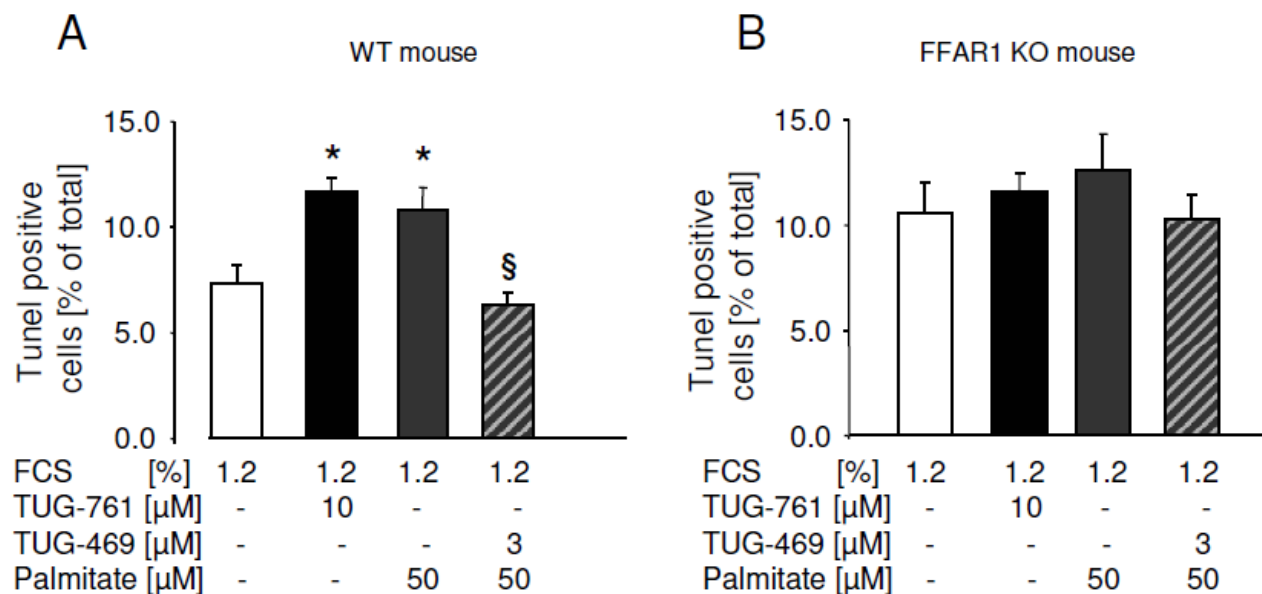 A
WT mouse
Tunel positive
cells [% of total]
15.0
10.0
5.0
0.0
*
*
§
FCS [%] 1.2 1.2 1.2 1.2
TUG-761 [µM] - 10 - -
TUG-469 [µM] - - - 3
Palmitate [µM] - - 50 50
B
FFAR1 KO mouse
Tunel positive
cells [% of total]
15.0
10.0
5.0
0.0
FCS [%] 1.2 1.2 1.2 1.2
TUG-761 [µM] - 10 - -
TUG-469 [µM] - - - 3
Palmitate [µM] - - 50 50